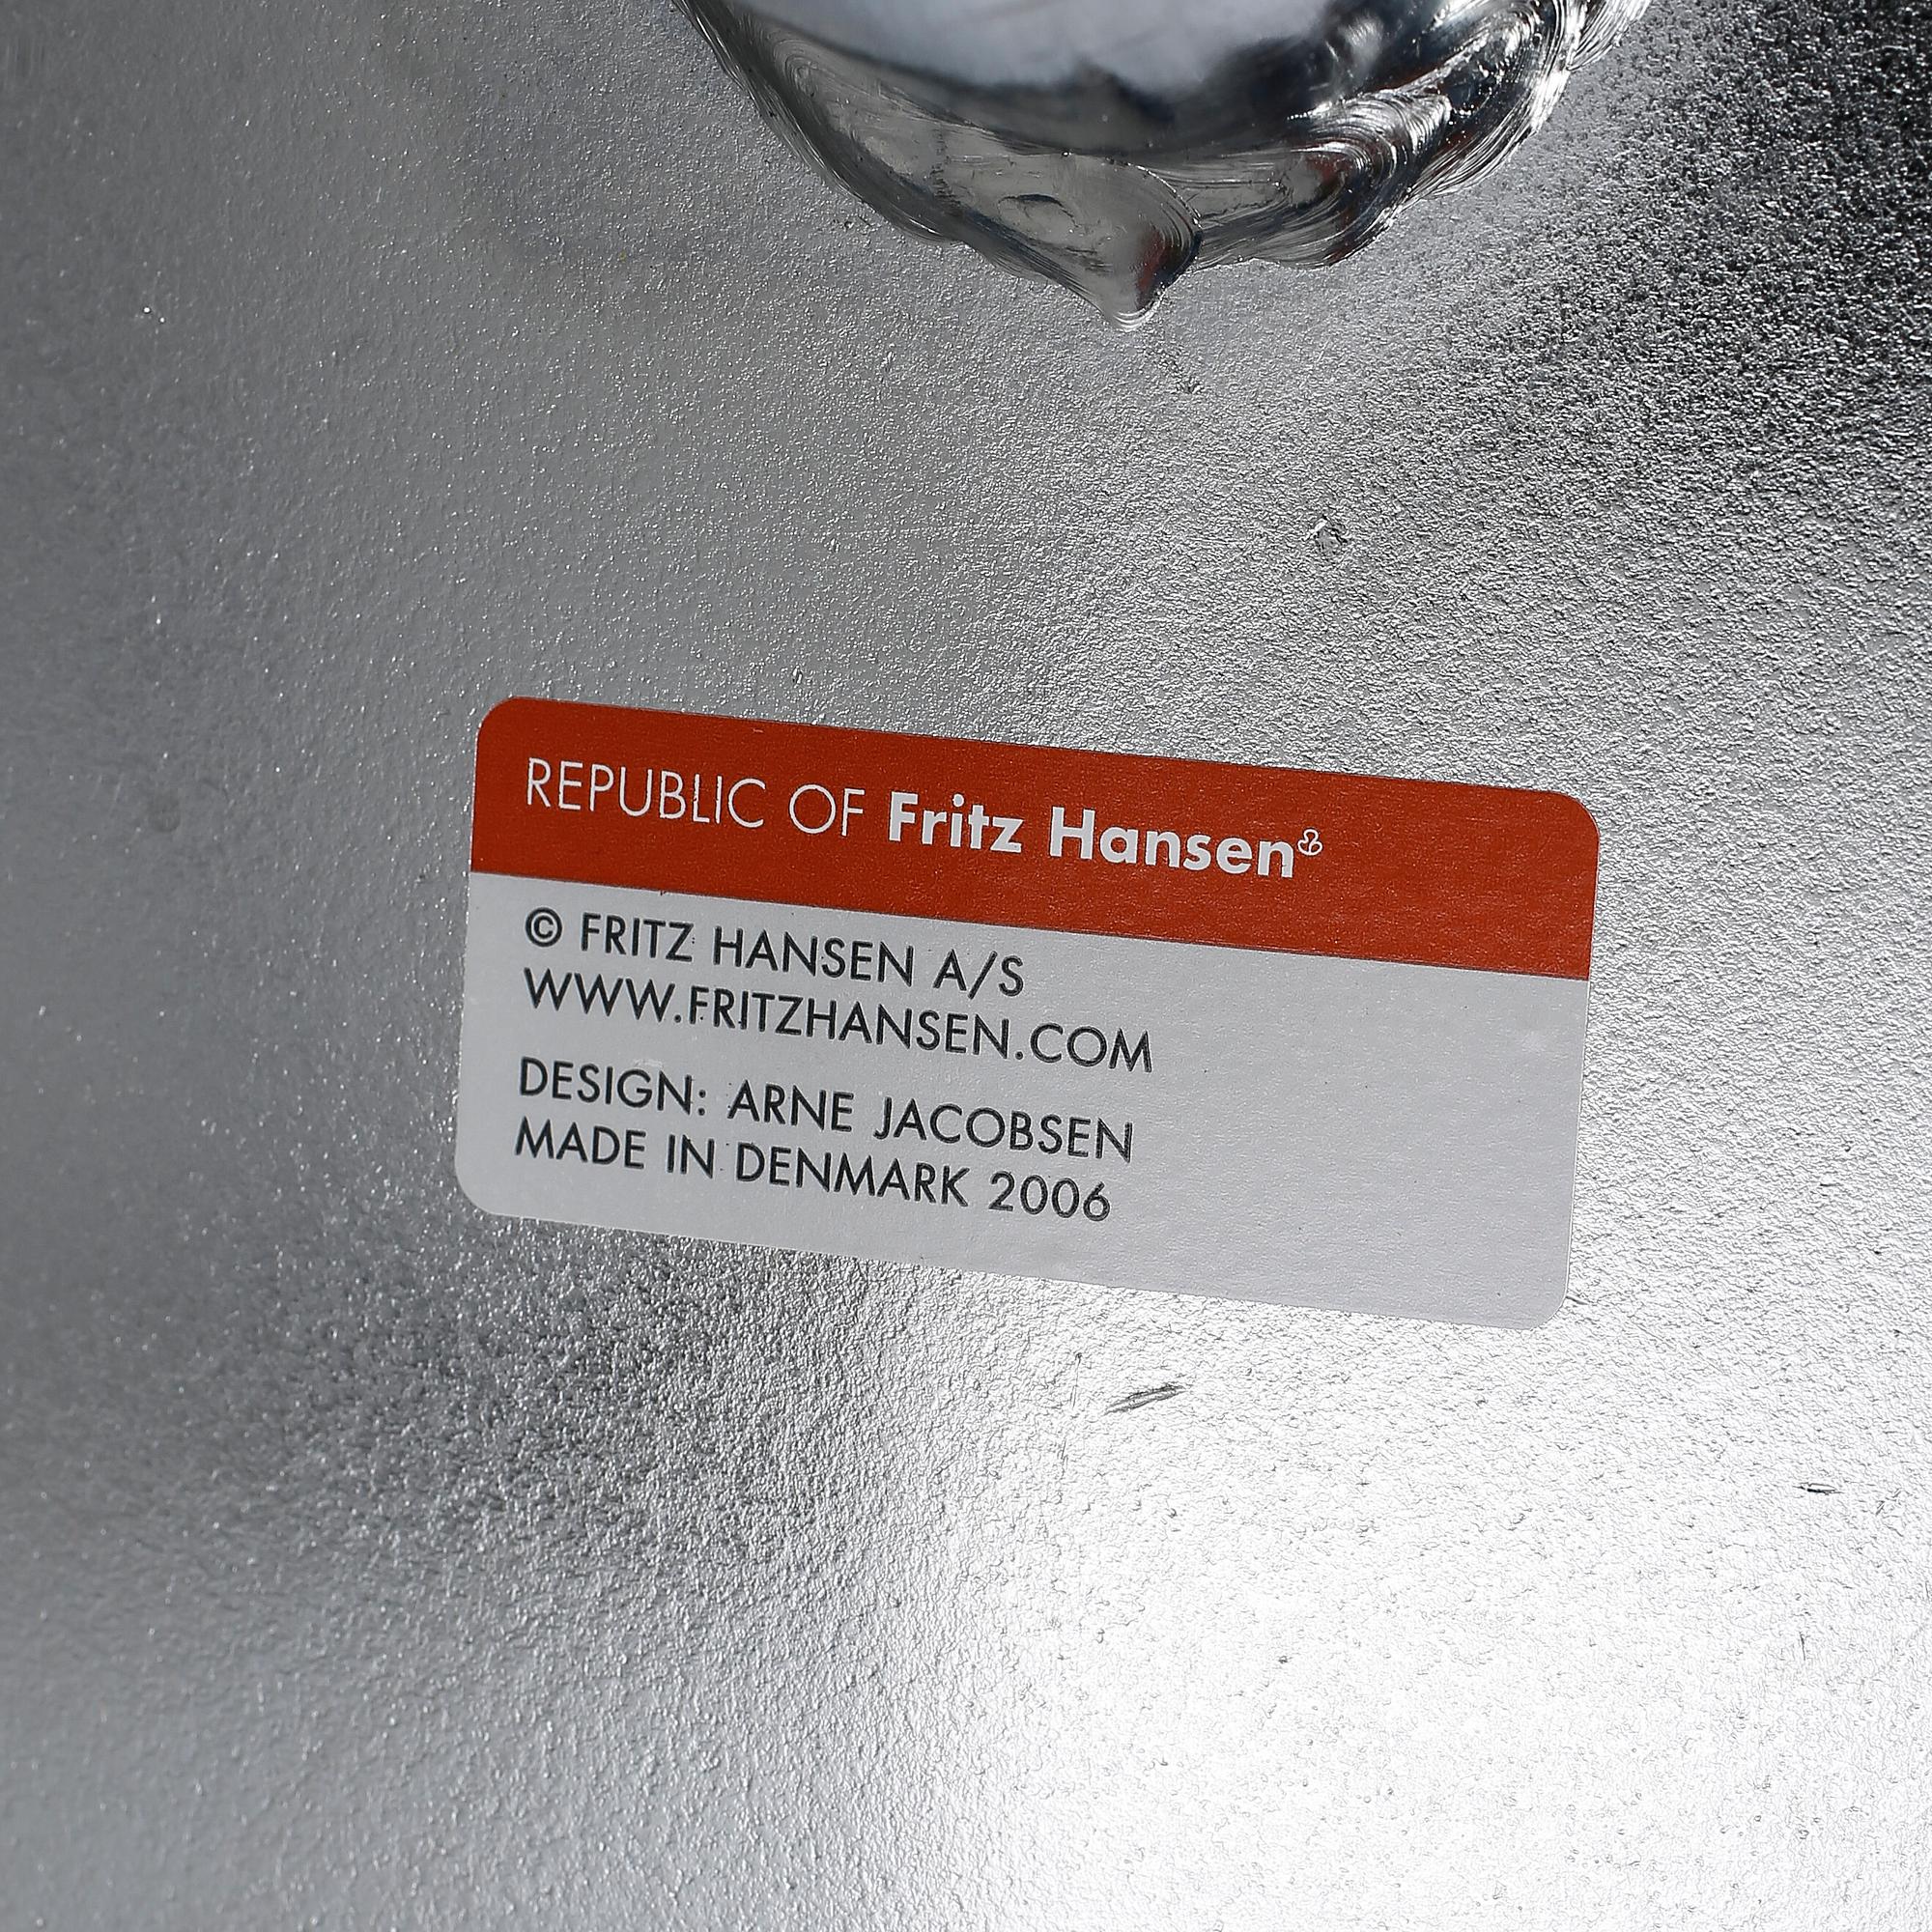 REPUBLIC OF Fritz Hansen
© FRITZ HANSEN A/S
WWW.FRITZHANSEN.COM
DESIGN: ARNE JACOBSEN
MADE IN DENMARK 2006